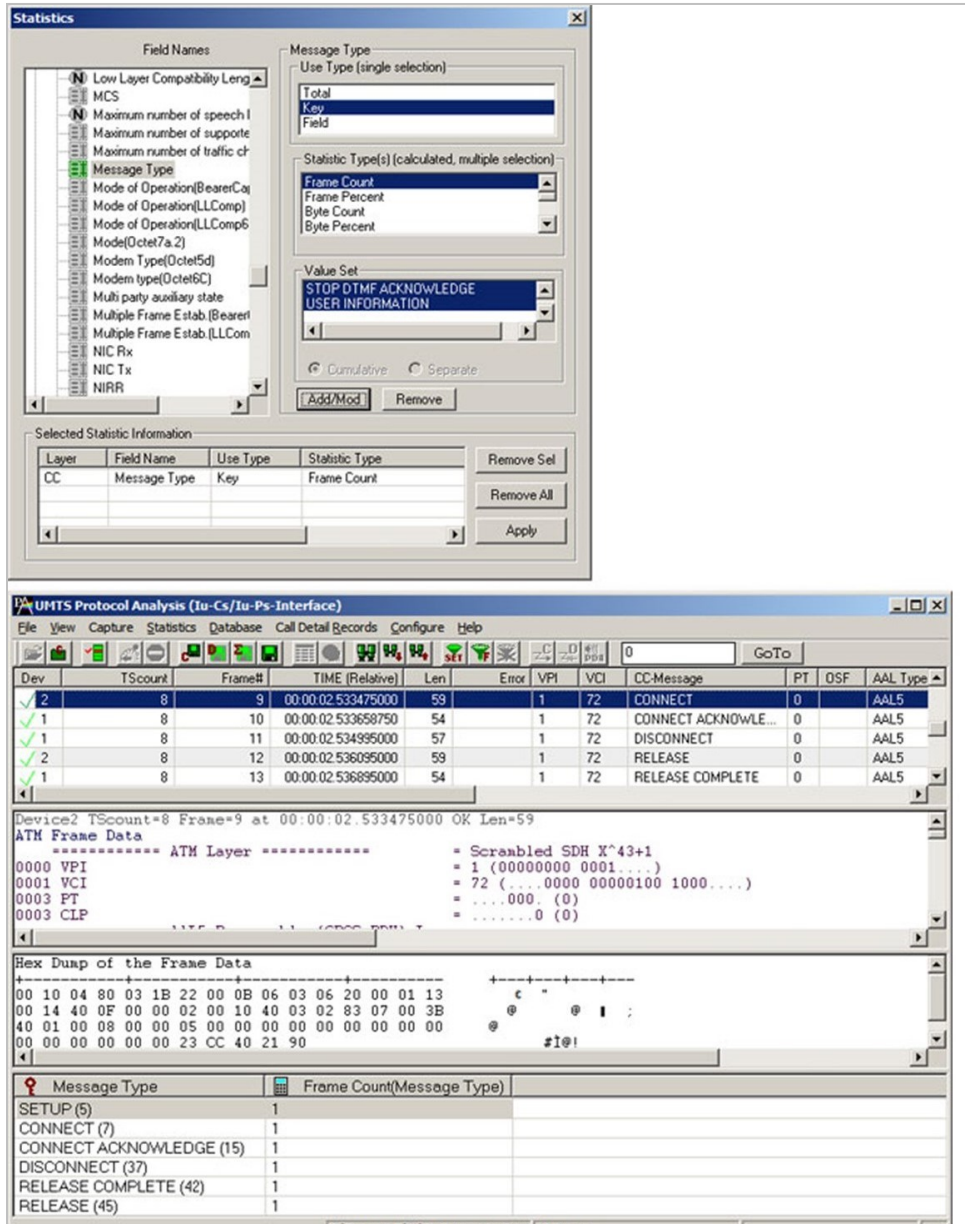 Statistics
Field Names
Low Layer Compatibility Leng
MCS
Maximum number of speech
Maximum number of supporte
Maximum number of traffic ch
Message Type
Mode of Operation(BearerCap
Mode of Operation(LLComp)
Mode of Operation(LLComp6
Mode(Octet7a.2)
Modem Type(Octet5d)
Modem type(Octet6C)
Multi party auxiliary state
Multiple Frame Estab.(Bearer
Multiple Frame Estab.(LLCom
NIC Rx
NIC Tx
NIRR
Message Type
Use Type (single selection)
Total
Key
Field
Statistic Type(s) (calculated, multiple selection)
Frame Count
Frame Percent
Byte Count
Byte Percent
Value Set
STOP DTMF ACKNOWLEDGE
USER INFORMATION
Cumulative Separate
Add/Mod Remove
Selected Statistic Information
Layer Field Name Use Type Statistic Type
CC Message Type Key Frame Count
Remove Sel
Remove All
Apply
UMTS Protocol Analysis (Iu-Cs/Iu-Ps-Interface)
File View Capture Statistics Database Call Detail Records Configure Help
0 GoTo
Dev TScount Frame# TIME (Relative) Len Error VPI VCI CC-Message PT OSF AAL Type
2 8 9 00:00:02.533475000 59 1 72 CONNECT 0 AAL5
1 8 10 00:00:02.533658750 54 1 72 CONNECT ACKNOWLE... 0 AAL5
1 8 11 00:00:02.534995000 57 1 72 DISCONNECT 0 AAL5
2 8 12 00:00:02.536095000 59 1 72 RELEASE 0 AAL5
1 8 13 00:00:02.536895000 54 1 72 RELEASE COMPLETE 0 AAL5
Device2 TScount=8 Frame=9 at 00:00:02.533475000 OK Len=59
ATM Frame Data
============ ATM Layer ============ = Scrambled SDH X^43+1
0000 VPI = 1 (00000000 0001....)
0001 VCI = 72 (....0000 00000100 1000....)
0003 PT = ....000. (0)
0003 CLP = .......0 (0)
Hex Dump of the Frame Data
+-----------+-----------+-----------+----------- +---+---+---+---
00 10 04 80 03 1B 22 00 0B 06 03 06 20 00 01 13 € "
00 14 40 0F 00 00 02 00 10 40 03 02 83 07 00 3B @ @ ;
40 01 00 08 00 00 05 00 00 00 00 00 00 00 00 00 @
00 00 00 00 00 00 23 CC 40 21 90 #Ì@!
Message Type Frame Count(Message Type)
SETUP (5) 1
CONNECT (7) 1
CONNECT ACKNOWLEDGE (15) 1
DISCONNECT (37) 1
RELEASE COMPLETE (42) 1
RELEASE (45) 1